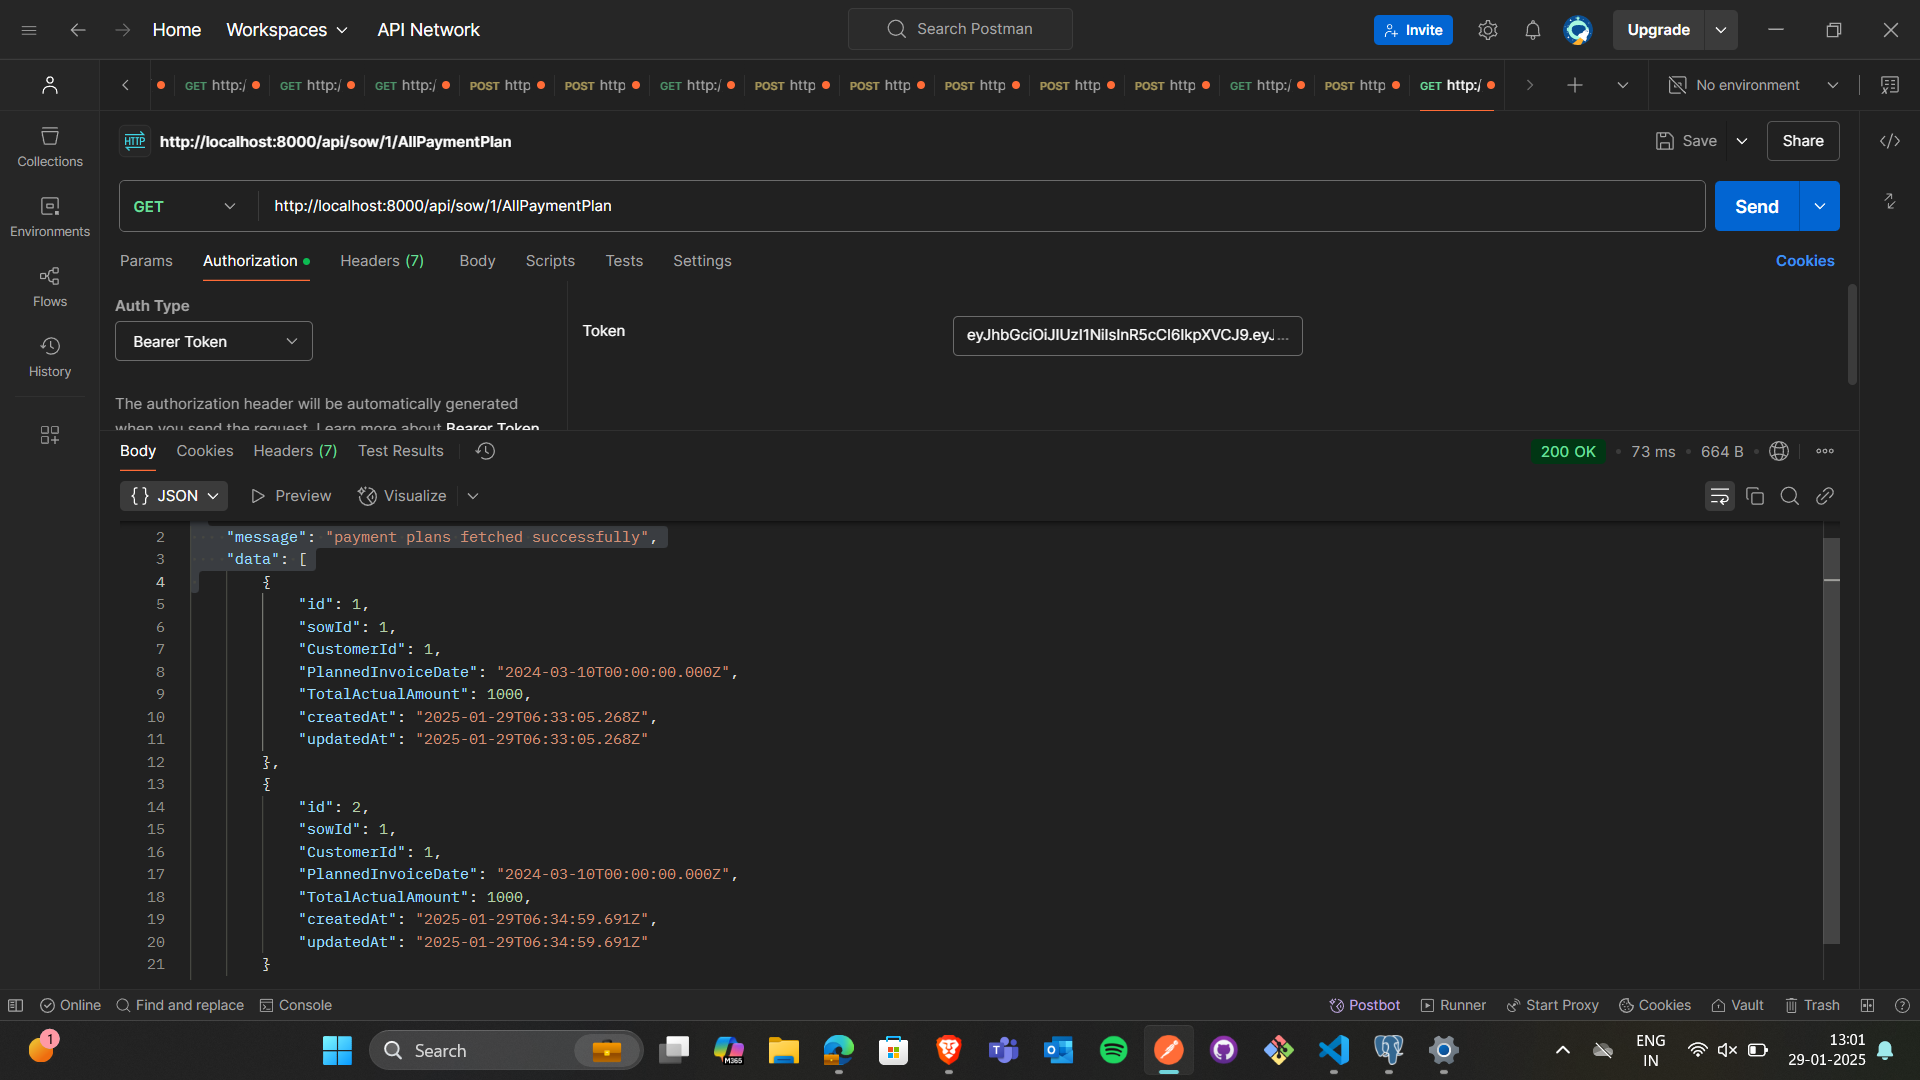 Home Workspaces API Network Search Postman Invite Upgrade
GET http:/ GET http:/ GET http:/ POST http POST http GET http:/ POST http POST http POST http POST http POST http GET http:/ POST http GET http:/ No environment
HTTP http://localhost:8000/api/sow/1/AllPaymentPlan Save Share
GET http://localhost:8000/api/sow/1/AllPaymentPlan Send
Params Authorization Headers (7) Body Scripts Tests Settings Cookies
Collections
Environments
Flows
History
Auth Type
Bearer Token
Token eyJhbGciOiJIUzI1NiIsInR5cCI6IkpXVCJ9.eyJ...
The authorization header will be automatically generated
when you send the request. Learn more about Bearer Token
Body Cookies Headers (7) Test Results 200 OK 73 ms 664 B
{} JSON Preview Visualize
2 "message": "payment plans fetched successfully",
3 "data": [
4 {
5 "id": 1,
6 "sowId": 1,
7 "CustomerId": 1,
8 "PlannedInvoiceDate": "2024-03-10T00:00:00.000Z",
9 "TotalActualAmount": 1000,
10 "createdAt": "2025-01-29T06:33:05.268Z",
11 "updatedAt": "2025-01-29T06:33:05.268Z"
12 },
13 {
14 "id": 2,
15 "sowId": 1,
16 "CustomerId": 1,
17 "PlannedInvoiceDate": "2024-03-10T00:00:00.000Z",
18 "TotalActualAmount": 1000,
19 "createdAt": "2025-01-29T06:34:59.691Z",
20 "updatedAt": "2025-01-29T06:34:59.691Z"
21 }
Online Find and replace Console Postbot Runner Start Proxy Cookies Vault Trash
1 Search M365 ENG 13:01
IN 29-01-2025